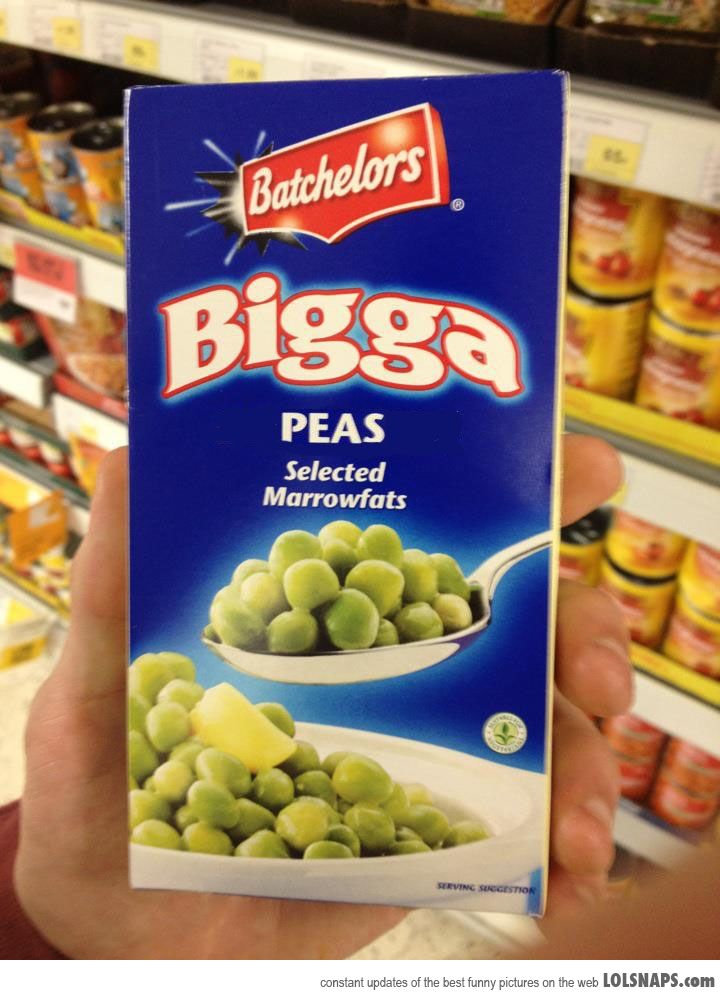 Batchelors®
Bigga
PEAS
Selected
Marrowfats
SERVING SUGGESTION
constant updates of the best funny pictures on the web LOLSNAPS.com